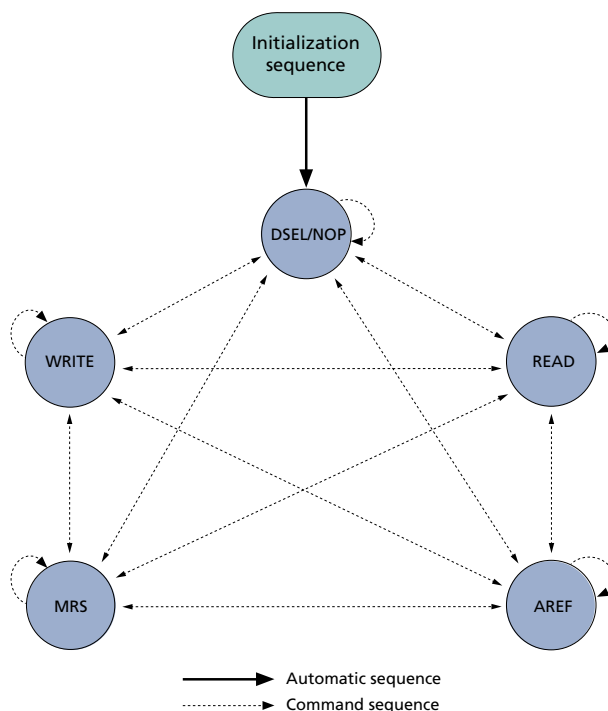 Initialization
sequence
DSEL/NOP
WRITE
READ
MRS
AREF
Automatic sequence
Command sequence